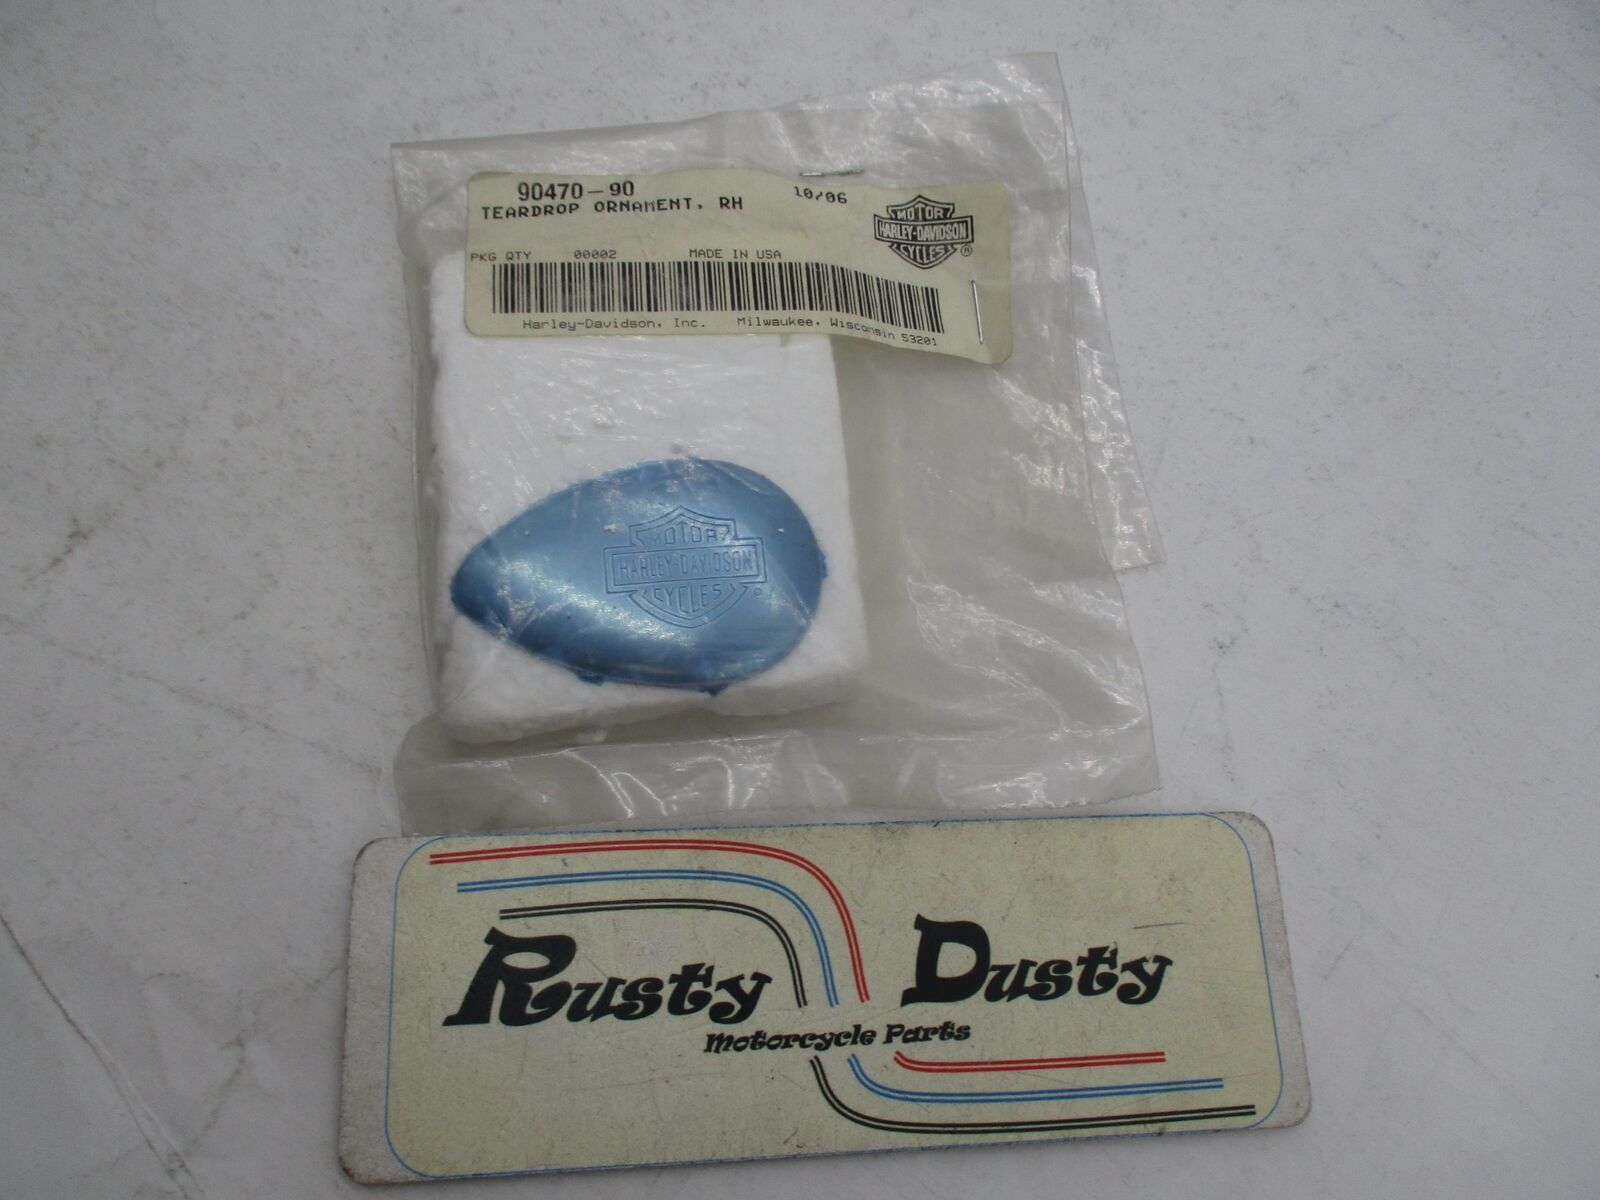 90470-90
TEARDROP ORNAMENT, RH 10/06
MOTOR
HARLEY-DAVIDSON
CYCLES ®
PKG QTY 00002 MADE IN USA
Harley-Davidson, Inc. Milwaukee, Wisconsin 53201
MOTOR
HARLEY-DAVIDSON
CYCLES ®
Rusty Dusty
Motorcycle Parts